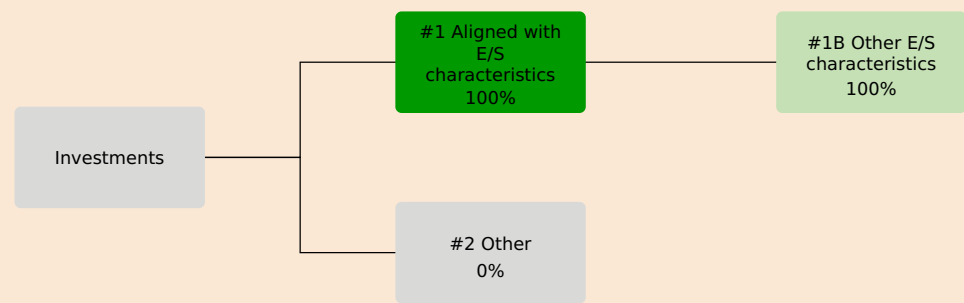 Investments
#1 Aligned with
E/S
characteristics
100%
#1B Other E/S
characteristics
100%
#2 Other
0%